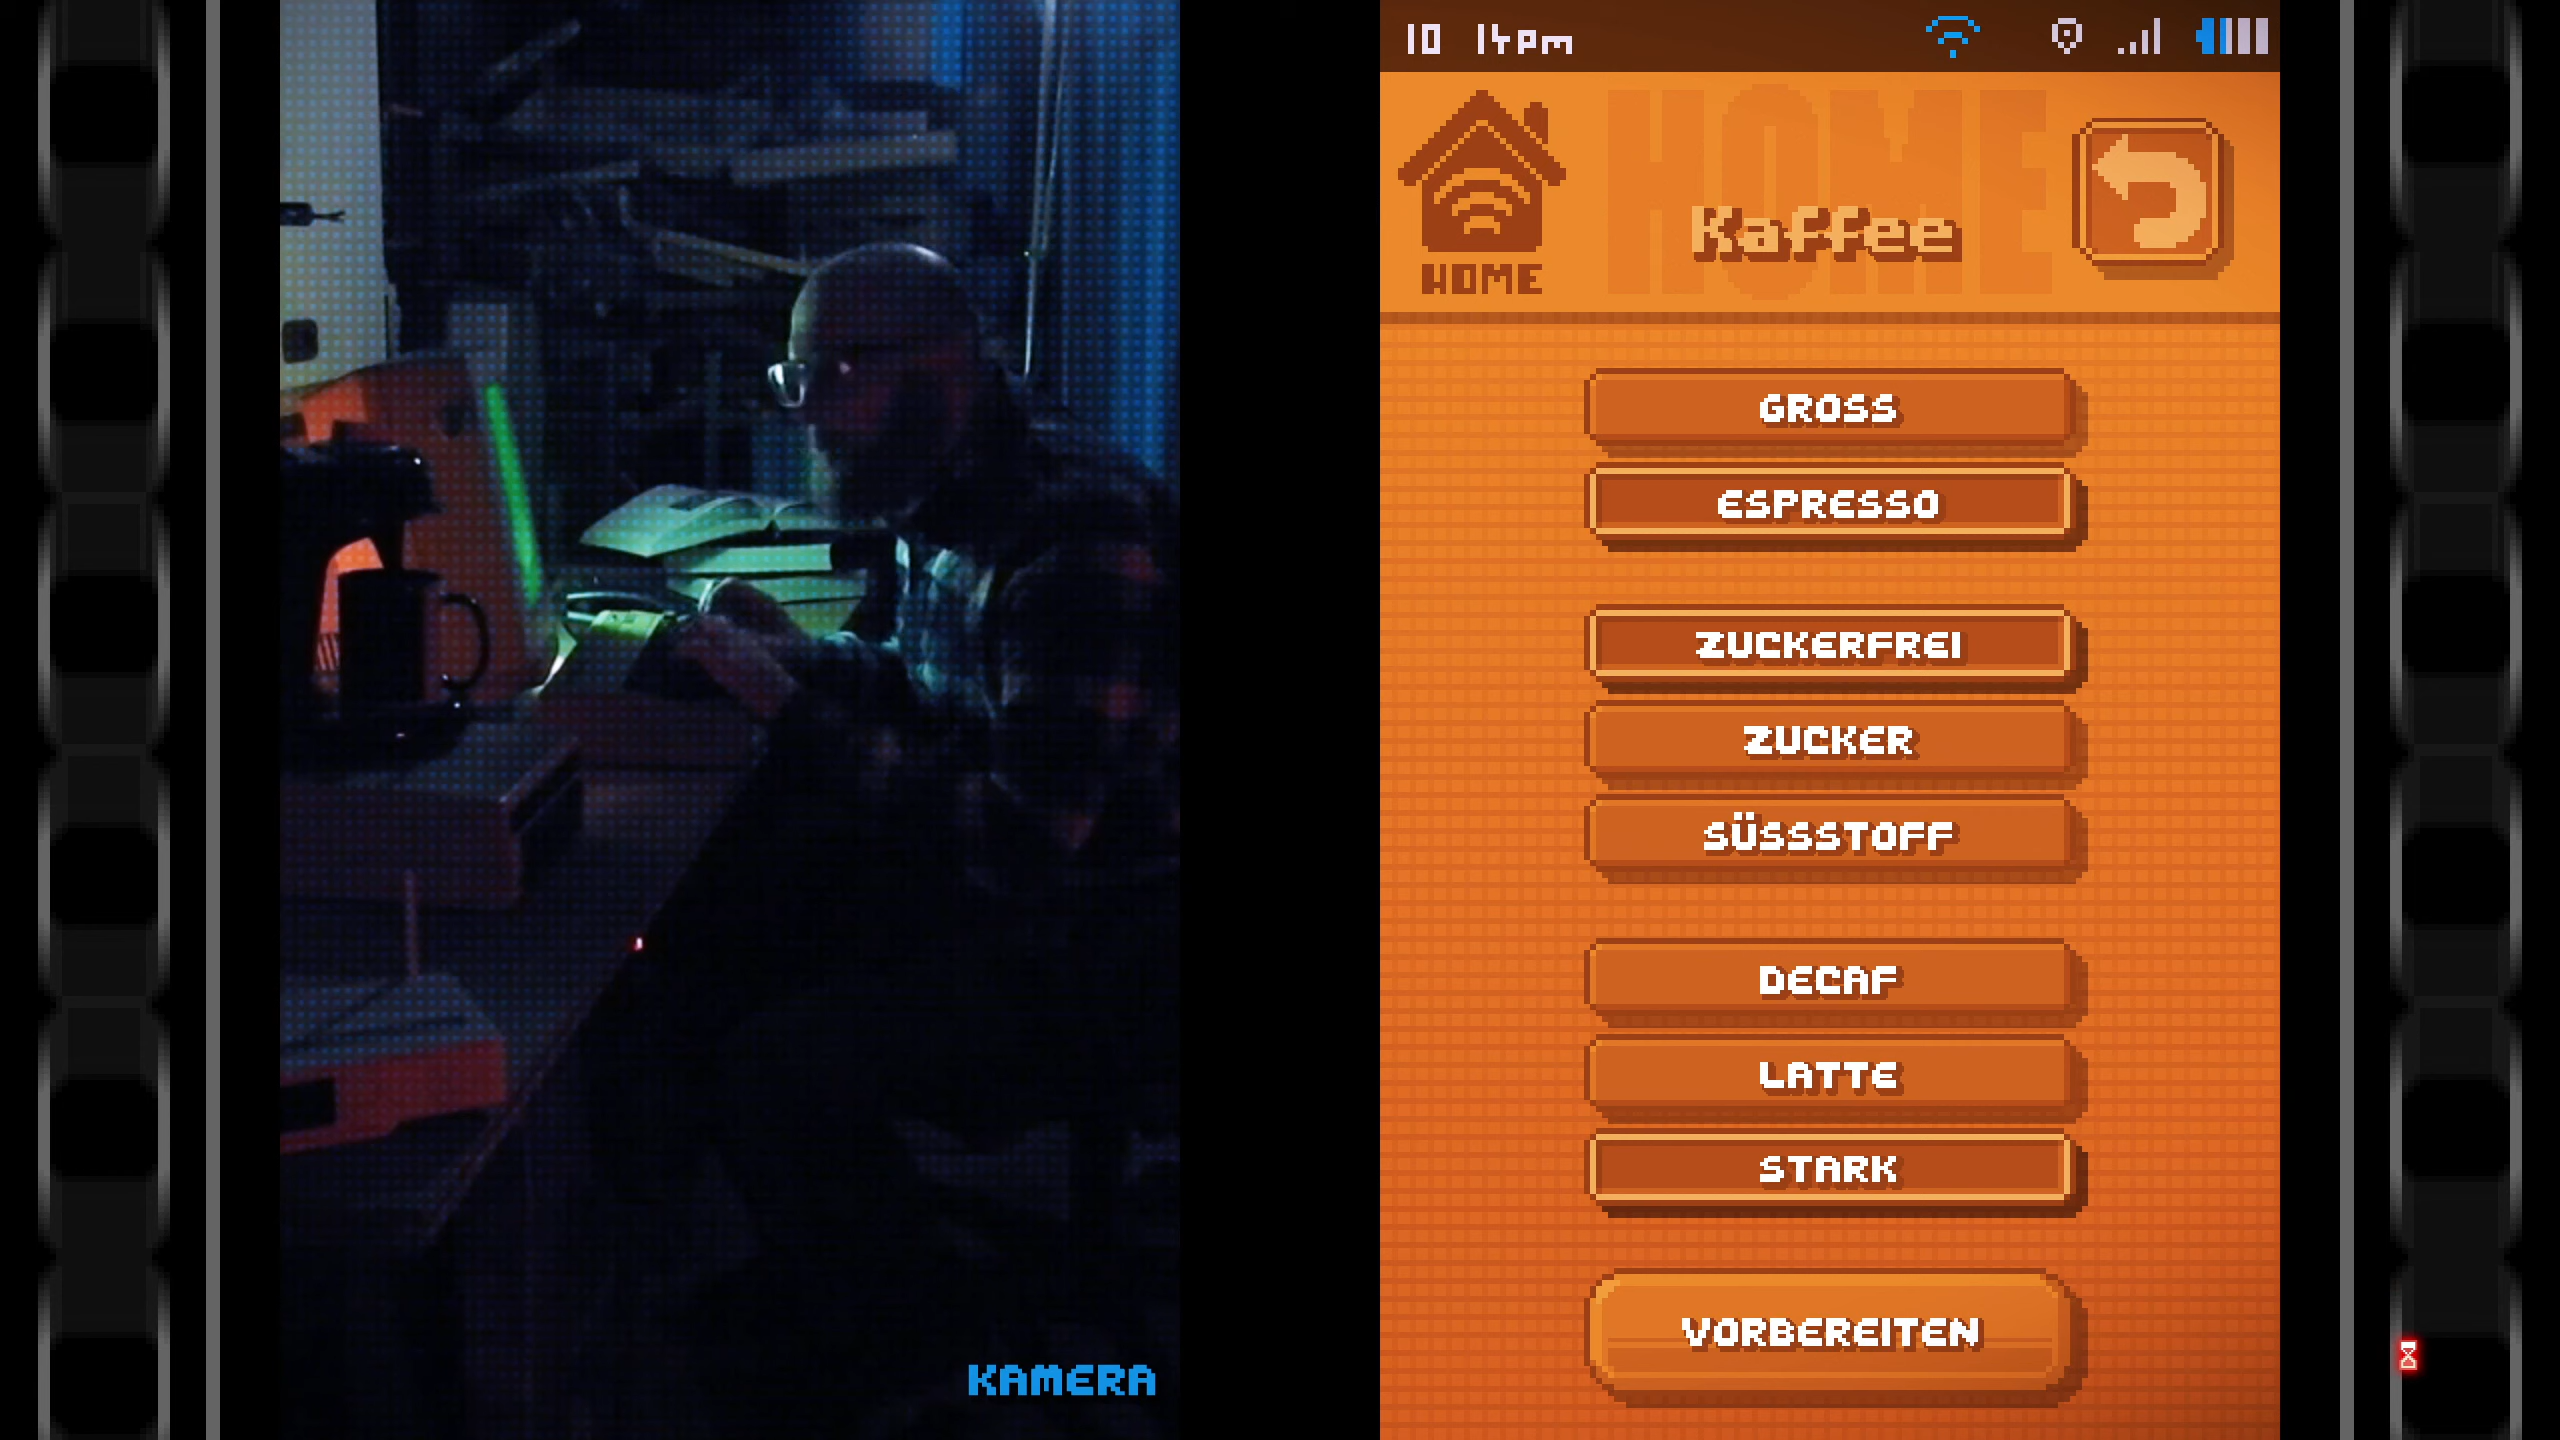 10 14pm
HOME
HOME
Kaffee
GROSS
ESPRESSO
ZUCKERFREI
ZUCKER
SÜSSSTOFF
DECAF
LATTE
STARK
VORBEREITEN
KAMERA